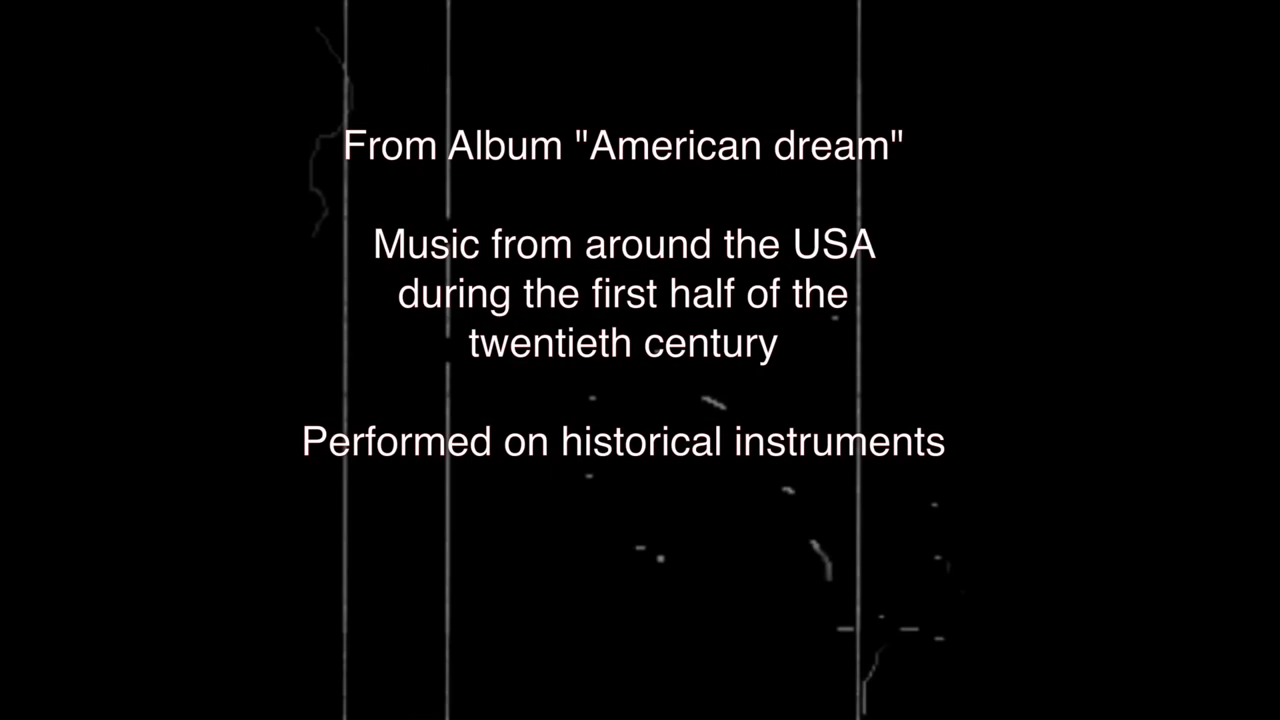 From Album "American dream"
Music from around the USA
during the first half of the
twentieth century
Performed on historical instruments